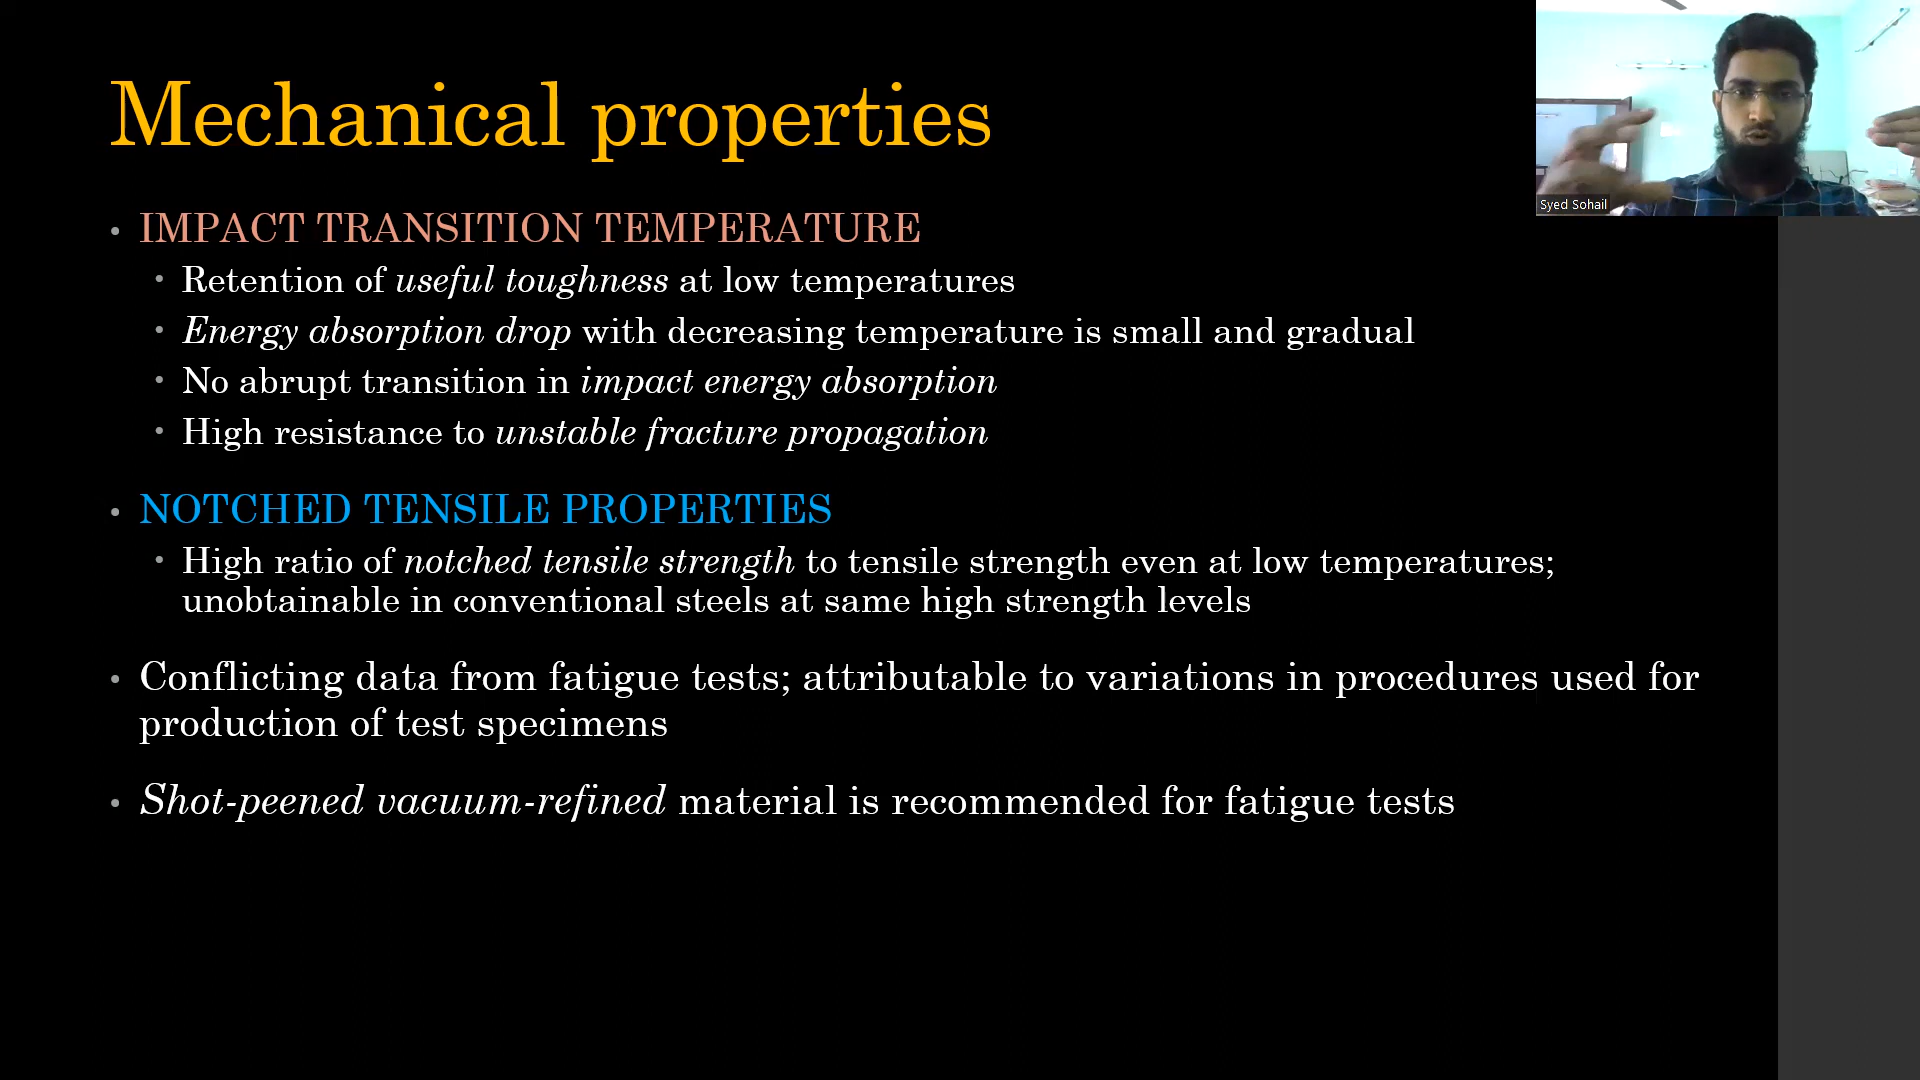 Mechanical properties
Syed Sohail
• IMPACT TRANSITION TEMPERATURE
• Retention of useful toughness at low temperatures
• Energy absorption drop with decreasing temperature is small and gradual
• No abrupt transition in impact energy absorption
• High resistance to unstable fracture propagation
• NOTCHED TENSILE PROPERTIES
• High ratio of notched tensile strength to tensile strength even at low temperatures;
unobtainable in conventional steels at same high strength levels
• Conflicting data from fatigue tests; attributable to variations in procedures used for
production of test specimens
• Shot-peened vacuum-refined material is recommended for fatigue tests